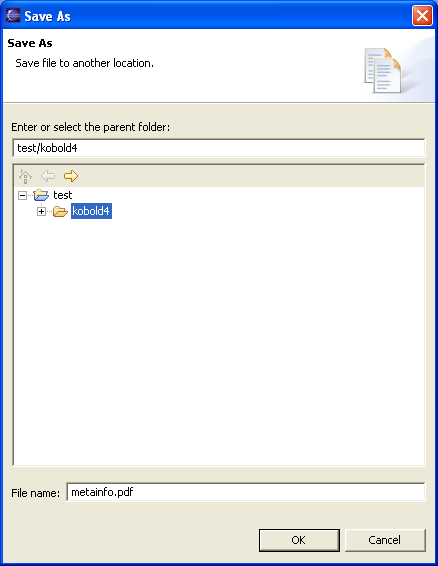 Save As
Save As
Save file to another location.
Enter or select the parent folder:
test/kobold4
test
kobold4
File name: metainfo.pdf
OK Cancel